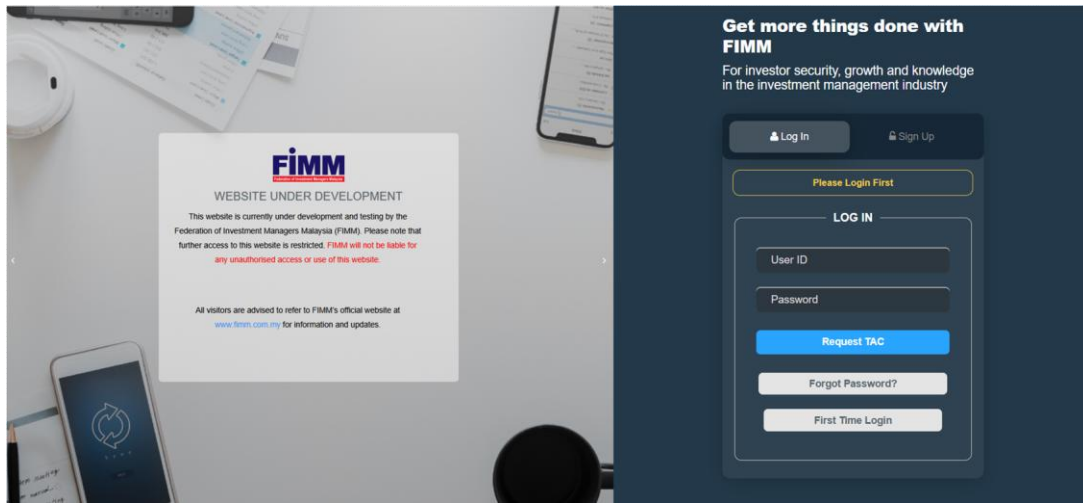 FiMM
Federation of Investment Managers Malaysia
WEBSITE UNDER DEVELOPMENT
This website is currently under development and testing by the
Federation of Investment Managers Malaysia (FIMM). Please note that
further access to this website is restricted. FIMM will not be liable for
any unauthorised access or use of this website.
All visitors are advised to refer to FIMM's official website at
www.fimm.com.my for information and updates.
Get more things done with
FIMM
For investor security, growth and knowledge
in the investment management industry
Log In
Sign Up
Please Login First
LOG IN
User ID
Password
Request TAC
Forgot Password?
First Time Login